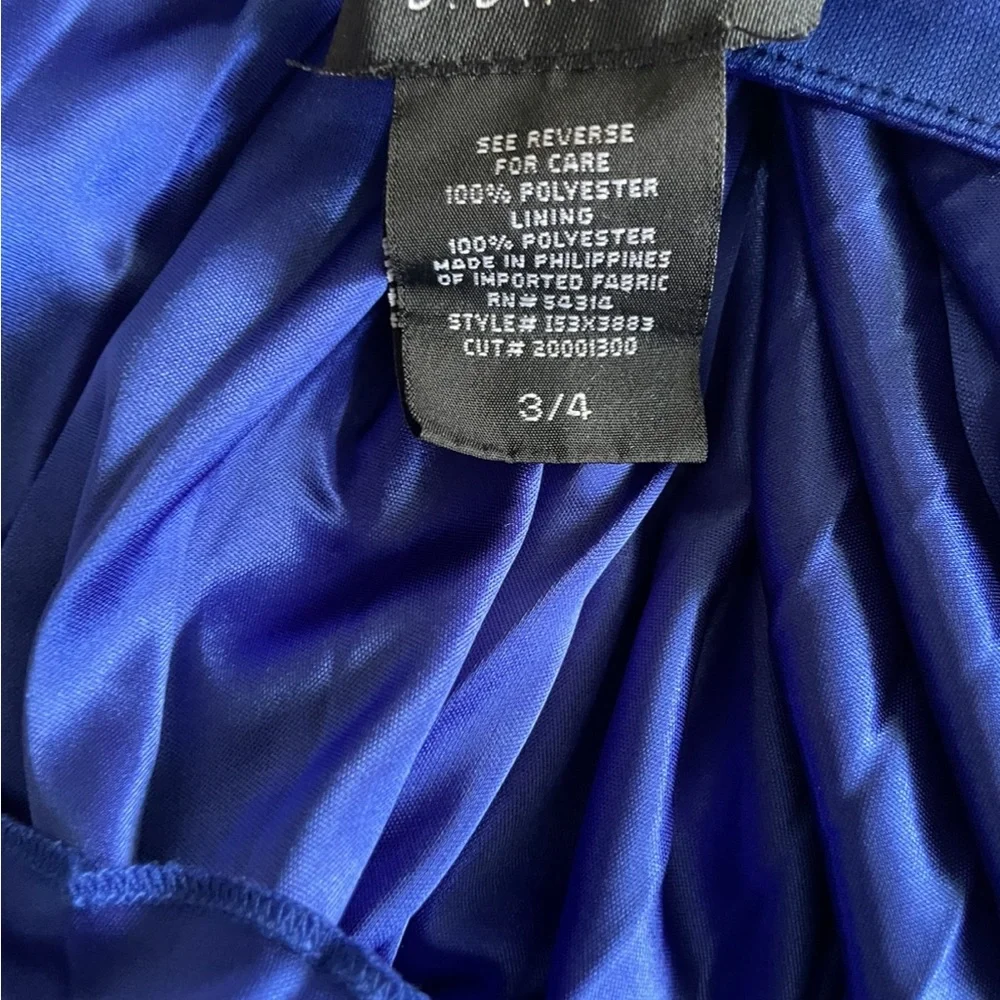 SEE REVERSE
FOR CARE
100% POLYESTER
LINING
100% POLYESTER
MADE IN PHILIPPINES
OF IMPORTED FABRIC
RN# 54314
STYLE# 153X3883
CUT# 20001300
3/4